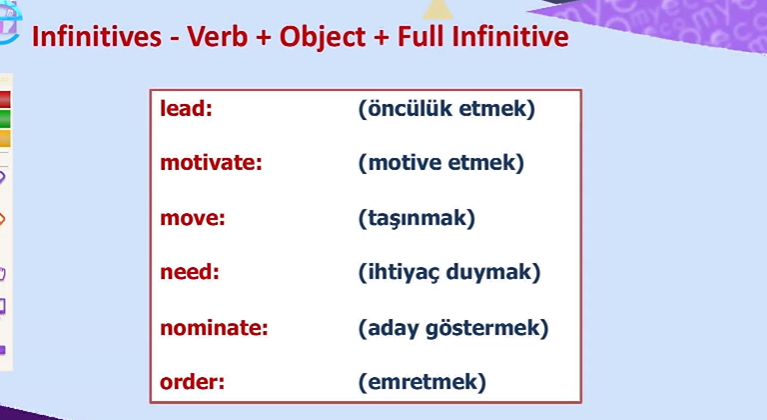 Infinitives - Verb + Object + Full Infinitive
lead: (öncülük etmek)
motivate: (motive etmek)
move: (taşınmak)
need: (ihtiyaç duymak)
nominate: (aday göstermek)
order: (emretmek)